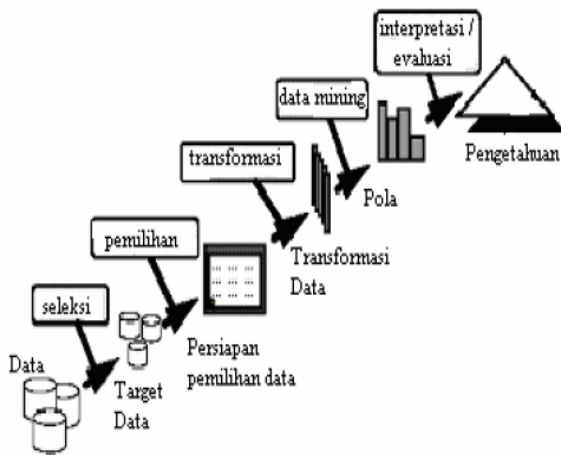 interpretasi /
evaluasi
data mining
Pengetahuan
transformasi
Pola
pemilihan
Transformasi
Data
seleksi
Persiapan
pemilihan data
Data
Target
Data